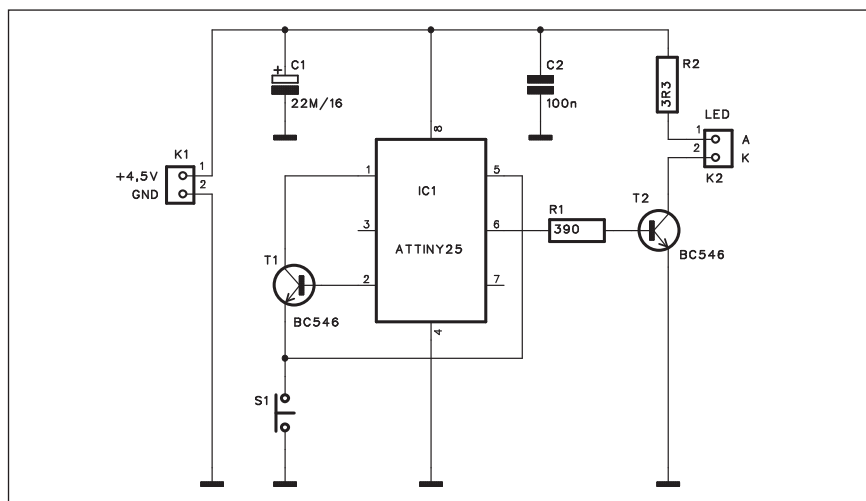 C1
+
22M/16
C2
100n
R2
3R3
LED
1
A
2
K
K2
K1
+4,5V
1
GND
2
8
1
5
IC1
3
6
ATTINY25
2
7
4
R1
390
T2
BC546
T1
BC546
S1